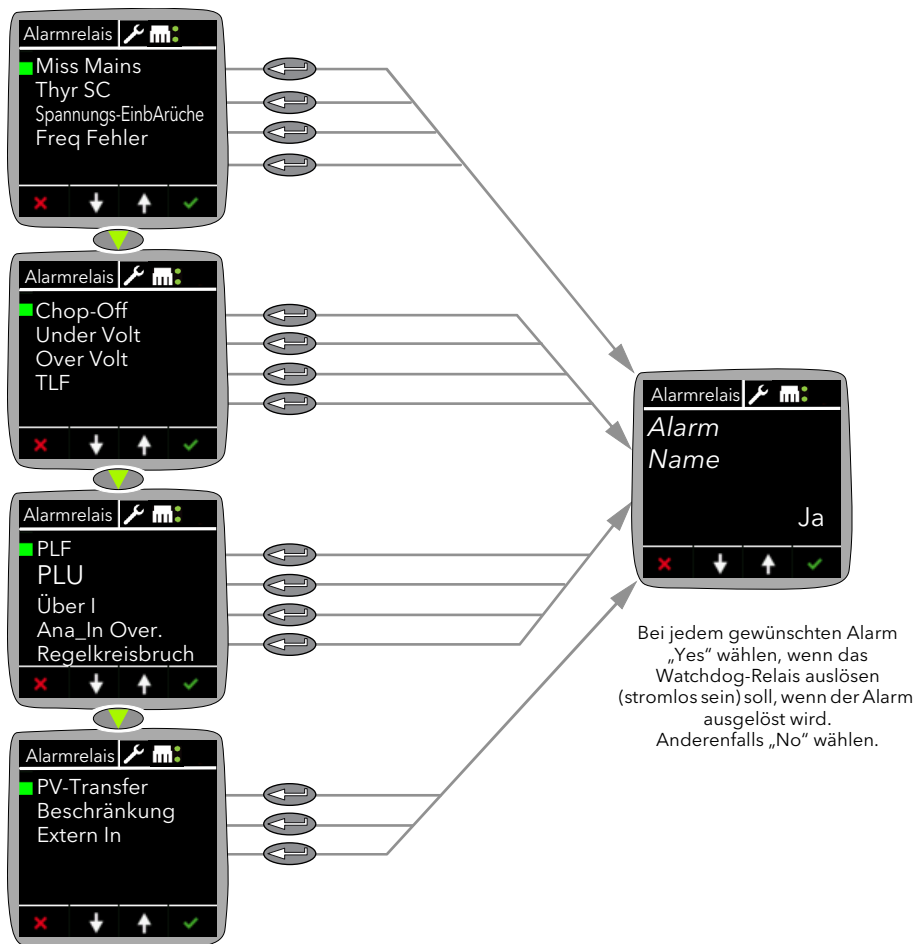 Alarmrelais
Miss Mains
Thyr SC
Spannungs-EinbArüche
Freq Fehler
Alarmrelais
Chop-Off
Under Volt
Over Volt
TLF
Alarmrelais
PLF
PLU
Über I
Ana_In Over.
Regelkreisbruch
Alarmrelais
PV-Transfer
Beschränkung
Extern In
Alarmrelais
Alarm
Name
Ja
Bei jedem gewünschten Alarm
„Yes“ wählen, wenn das
Watchdog-Relais auslösen
(stromlos sein) soll, wenn der Alarm
ausgelöst wird.
Anderenfalls „No“ wählen.